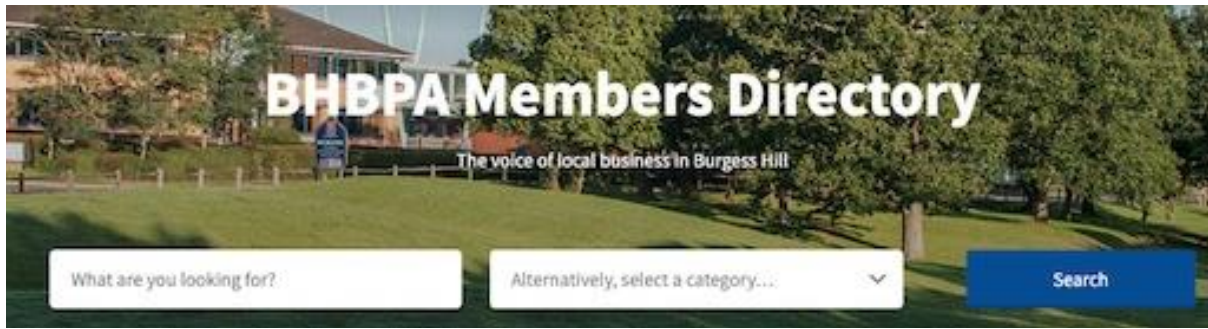 BHBPA Members Directory
The voice of local business in Burgess Hill
What are you looking for?
Alternatively, select a category...
Search